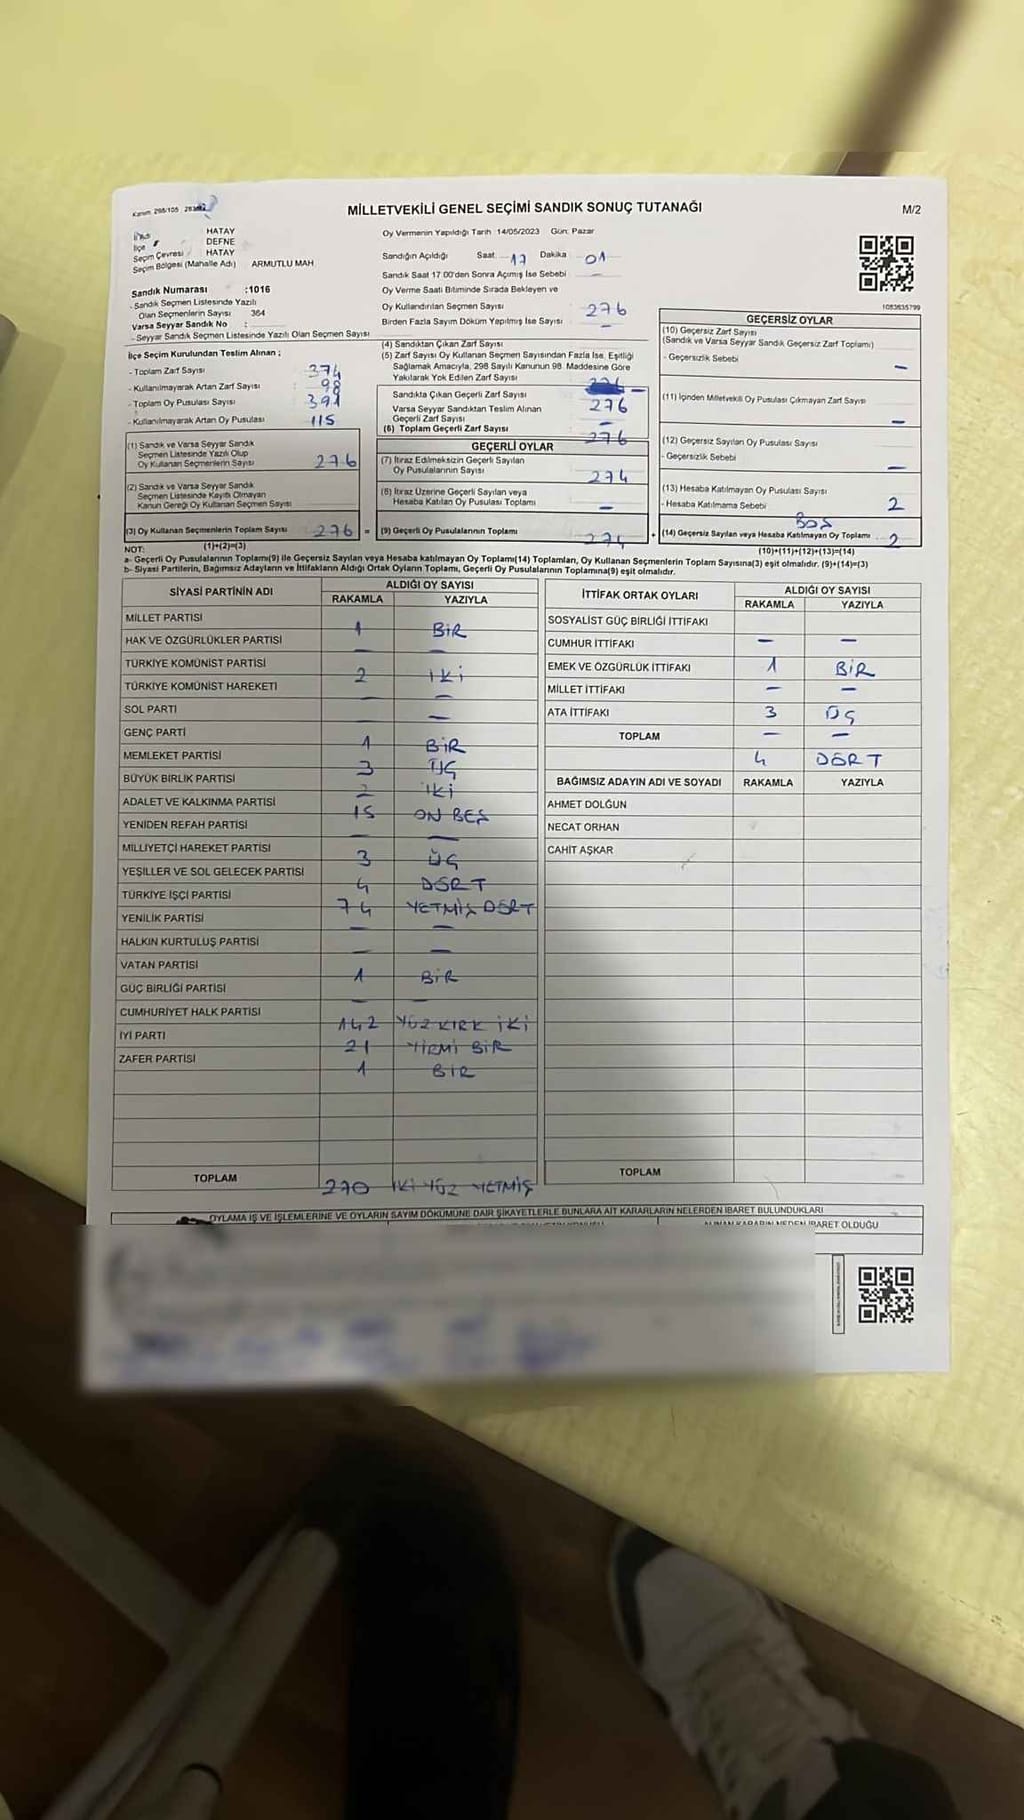 Kanun 298/105
MİLLETVEKİLİ GENEL SEÇİMİ SANDIK SONUÇ TUTANAĞI
M/2
İl Adı HATAY
İlçe DEFNE
Seçim Çevresi HATAY
Seçim Bölgesi (Mahalle Adı) ARMUTLU MAH
Sandık Numarası :1016
- Sandık Seçmen Listesinde Yazılı
Olan Seçmenlerin Sayısı 364
Varsa Seyyar Sandık No :
- Seyyar Sandık Seçmen Listesinde Yazılı Olan Seçmen Sayısı
Oy Vermenin Yapıldığı Tarih 14/05/2023 Gün: Pazar
Sandığın Açıldığı Saat 17 Dakika 01
Sandık Saat 17.00'den Sonra Açımış İse Sebebi —
Oy Verme Saati Bitiminde Sırada Bekleyen ve
Oy Kullandırılan Seçmen Sayısı 276
Birden Fazla Sayım Döküm Yapılmış İse Sayısı —
1083635799
İlçe Seçim Kurulundan Teslim Alınan ;
- Toplam Zarf Sayısı : 374
- Kullanılmayarak Artan Zarf Sayısı : 98
- Toplam Oy Pusulası Sayısı : 391
- Kullanılmayarak Artan Oy Pusulası : 115
(1) Sandık ve Varsa Seyyar Sandık
Seçmen Listesinde Yazılı Olup
Oy Kullanan Seçmenlerin Sayısı 276
(2) Sandık ve Varsa Seyyar Sandık
Seçmen Listesinde Kayıtlı Olmayan
Kanun Gereği Oy Kullanan Seçmen Sayısı
(3) Oy Kullanan Seçmenlerin Toplam Sayısı 276 =
(1)+(2)=(3)
(4) Sandıktan Çıkan Zarf Sayısı
(5) Zarf Sayısı Oy Kullanan Seçmen Sayısından Fazla İse, Eşitliği
Sağlamak Amacıyla, 298 Sayılı Kanunun 98. Maddesine Göre
Yakılarak Yok Edilen Zarf Sayısı —
Sandıkta Çıkan Geçerli Zarf Sayısı 276
Varsa Seyyar Sandıktan Teslim Alınan
Geçerli Zarf Sayısı —
(6) Toplam Geçerli Zarf Sayısı 276
GEÇERLİ OYLAR
(7) İtiraz Edilmeksizin Geçerli Sayılan
Oy Pusulalarının Sayısı 274
(8) İtiraz Üzerine Geçerli Sayılan veya
Hesaba Katılan Oy Pusulası Toplamı —
(9) Geçerli Oy Pusulalarının Toplamı 274 +
GEÇERSİZ OYLAR
(10) Geçersiz Zarf Sayısı
(Sandık ve Varsa Seyyar Sandık Geçersiz Zarf Toplamı)
- Geçersizlik Sebebi —
(11) İçinden Milletvekili Oy Pusulası Çıkmayan Zarf Sayısı —
(12) Geçersiz Sayılan Oy Pusulası Sayısı
- Geçersizlik Sebebi —
(13) Hesaba Katılmayan Oy Pusulası Sayısı
- Hesaba Katılmama Sebebi 2
BOŞ
(14) Geçersiz Sayılan veya Hesaba Katılmayan Oy Toplamı 2
(10)+(11)+(12)+(13)=(14)
NOT:
a- Geçerli Oy Pusulalarının Toplamı(9) ile Geçersiz Sayılan veya Hesaba katılmayan Oy Toplamı(14) Toplamları, Oy Kullanan Seçmenlerin Toplam Sayısına(3) eşit olmalıdır. (9)+(14)=(3)
b- Siyasi Partilerin, Bağımsız Adayların ve İttifakların Aldığı Ortak Oyların Toplamı, Geçerli Oy Pusulalarının Toplamına(9) eşit olmalıdır.
SİYASİ PARTİNİN ADI ALDIĞI OY SAYISI
RAKAMLA YAZIYLA
MİLLET PARTİSİ 1 BİR
HAK VE ÖZGÜRLÜKLER PARTİSİ — —
TÜRKİYE KOMÜNİST PARTİSİ 2 İKİ
TÜRKİYE KOMÜNİST HAREKETİ — —
SOL PARTİ — —
GENÇ PARTİ 1 BİR
MEMLEKET PARTİSİ 3 ÜÇ
BÜYÜK BİRLİK PARTİSİ 2 İKİ
ADALET VE KALKINMA PARTİSİ 15 ON BEŞ
YENİDEN REFAH PARTİSİ — —
MİLLİYETÇİ HAREKET PARTİSİ 3 ÜÇ
YEŞİLLER VE SOL GELECEK PARTİSİ 4 DÖRT
TÜRKİYE İŞÇİ PARTİSİ 74 YETMİŞ DÖRT
YENİLİK PARTİSİ — —
HALKIN KURTULUŞ PARTİSİ — —
VATAN PARTİSİ 1 BİR
GÜÇ BİRLİĞİ PARTİSİ — —
CUMHURİYET HALK PARTİSİ 142 YÜZ KIRK İKİ
İYİ PARTİ 21 YİRMİ BİR
ZAFER PARTİSİ 1 BİR
TOPLAM 270 İKİ YÜZ YETMİŞ
İTTİFAK ORTAK OYLARI ALDIĞI OY SAYISI
RAKAMLA YAZIYLA
SOSYALİST GÜÇ BİRLİĞİ İTTİFAKI — —
CUMHUR İTTİFAKI 1 BİR
EMEK VE ÖZGÜRLÜK İTTİFAKI — —
MİLLET İTTİFAKI 3 ÜÇ
ATA İTTİFAKI — —
TOPLAM 4 DÖRT
BAĞIMSIZ ADAYIN ADI VE SOYADI RAKAMLA YAZIYLA
AHMET DOLĞUN
NECAT ORHAN
CAHİT AŞKAR
TOPLAM
OYLAMA İŞ VE İŞLEMLERİNE VE OYLARIN SAYIM DÖKÜMÜNE DAİR ŞİKAYETLERLE BUNLARA AİT KARARLARIN NELERDEN İBARET BULUNDUKLARI
ALINAN KARARIN NEDEN İBARET OLDUĞU